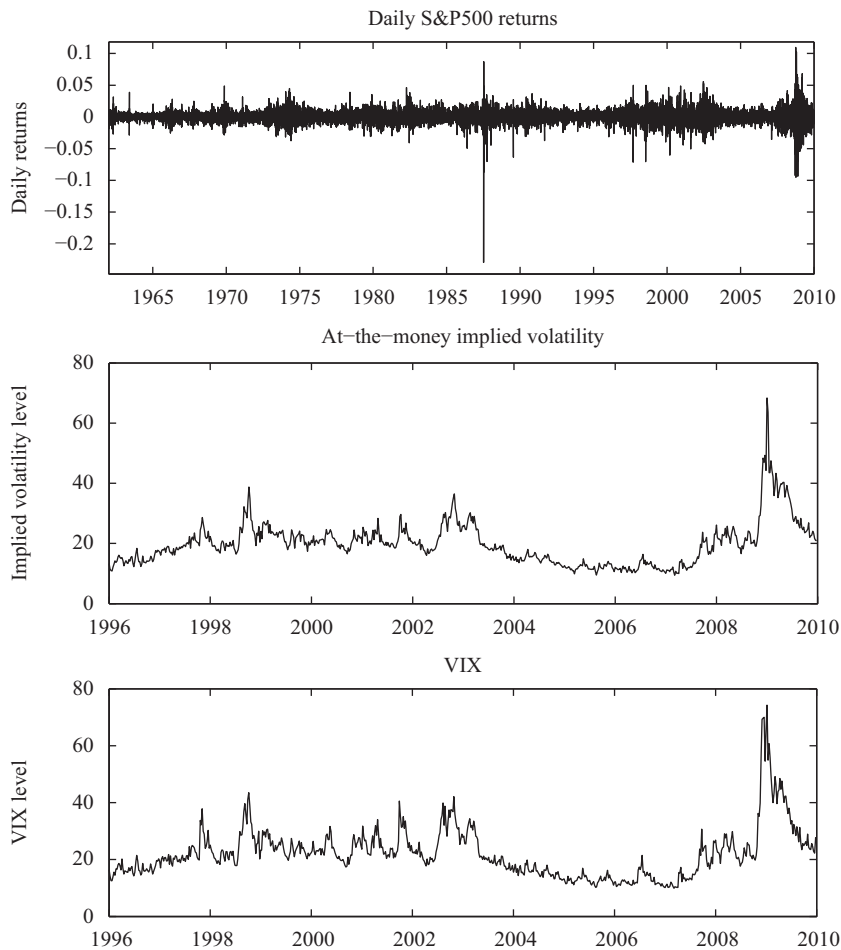 Daily S&P500 returns
Daily returns
0.1
0.05
0
−0.05
−0.1
−0.15
−0.2
1965 1970 1975 1980 1985 1990 1995 2000 2005 2010
At−the−money implied volatility
Implied volatility level
80
60
40
20
0
1996 1998 2000 2002 2004 2006 2008 2010
VIX
VIX level
80
60
40
20
0
1996 1998 2000 2002 2004 2006 2008 2010